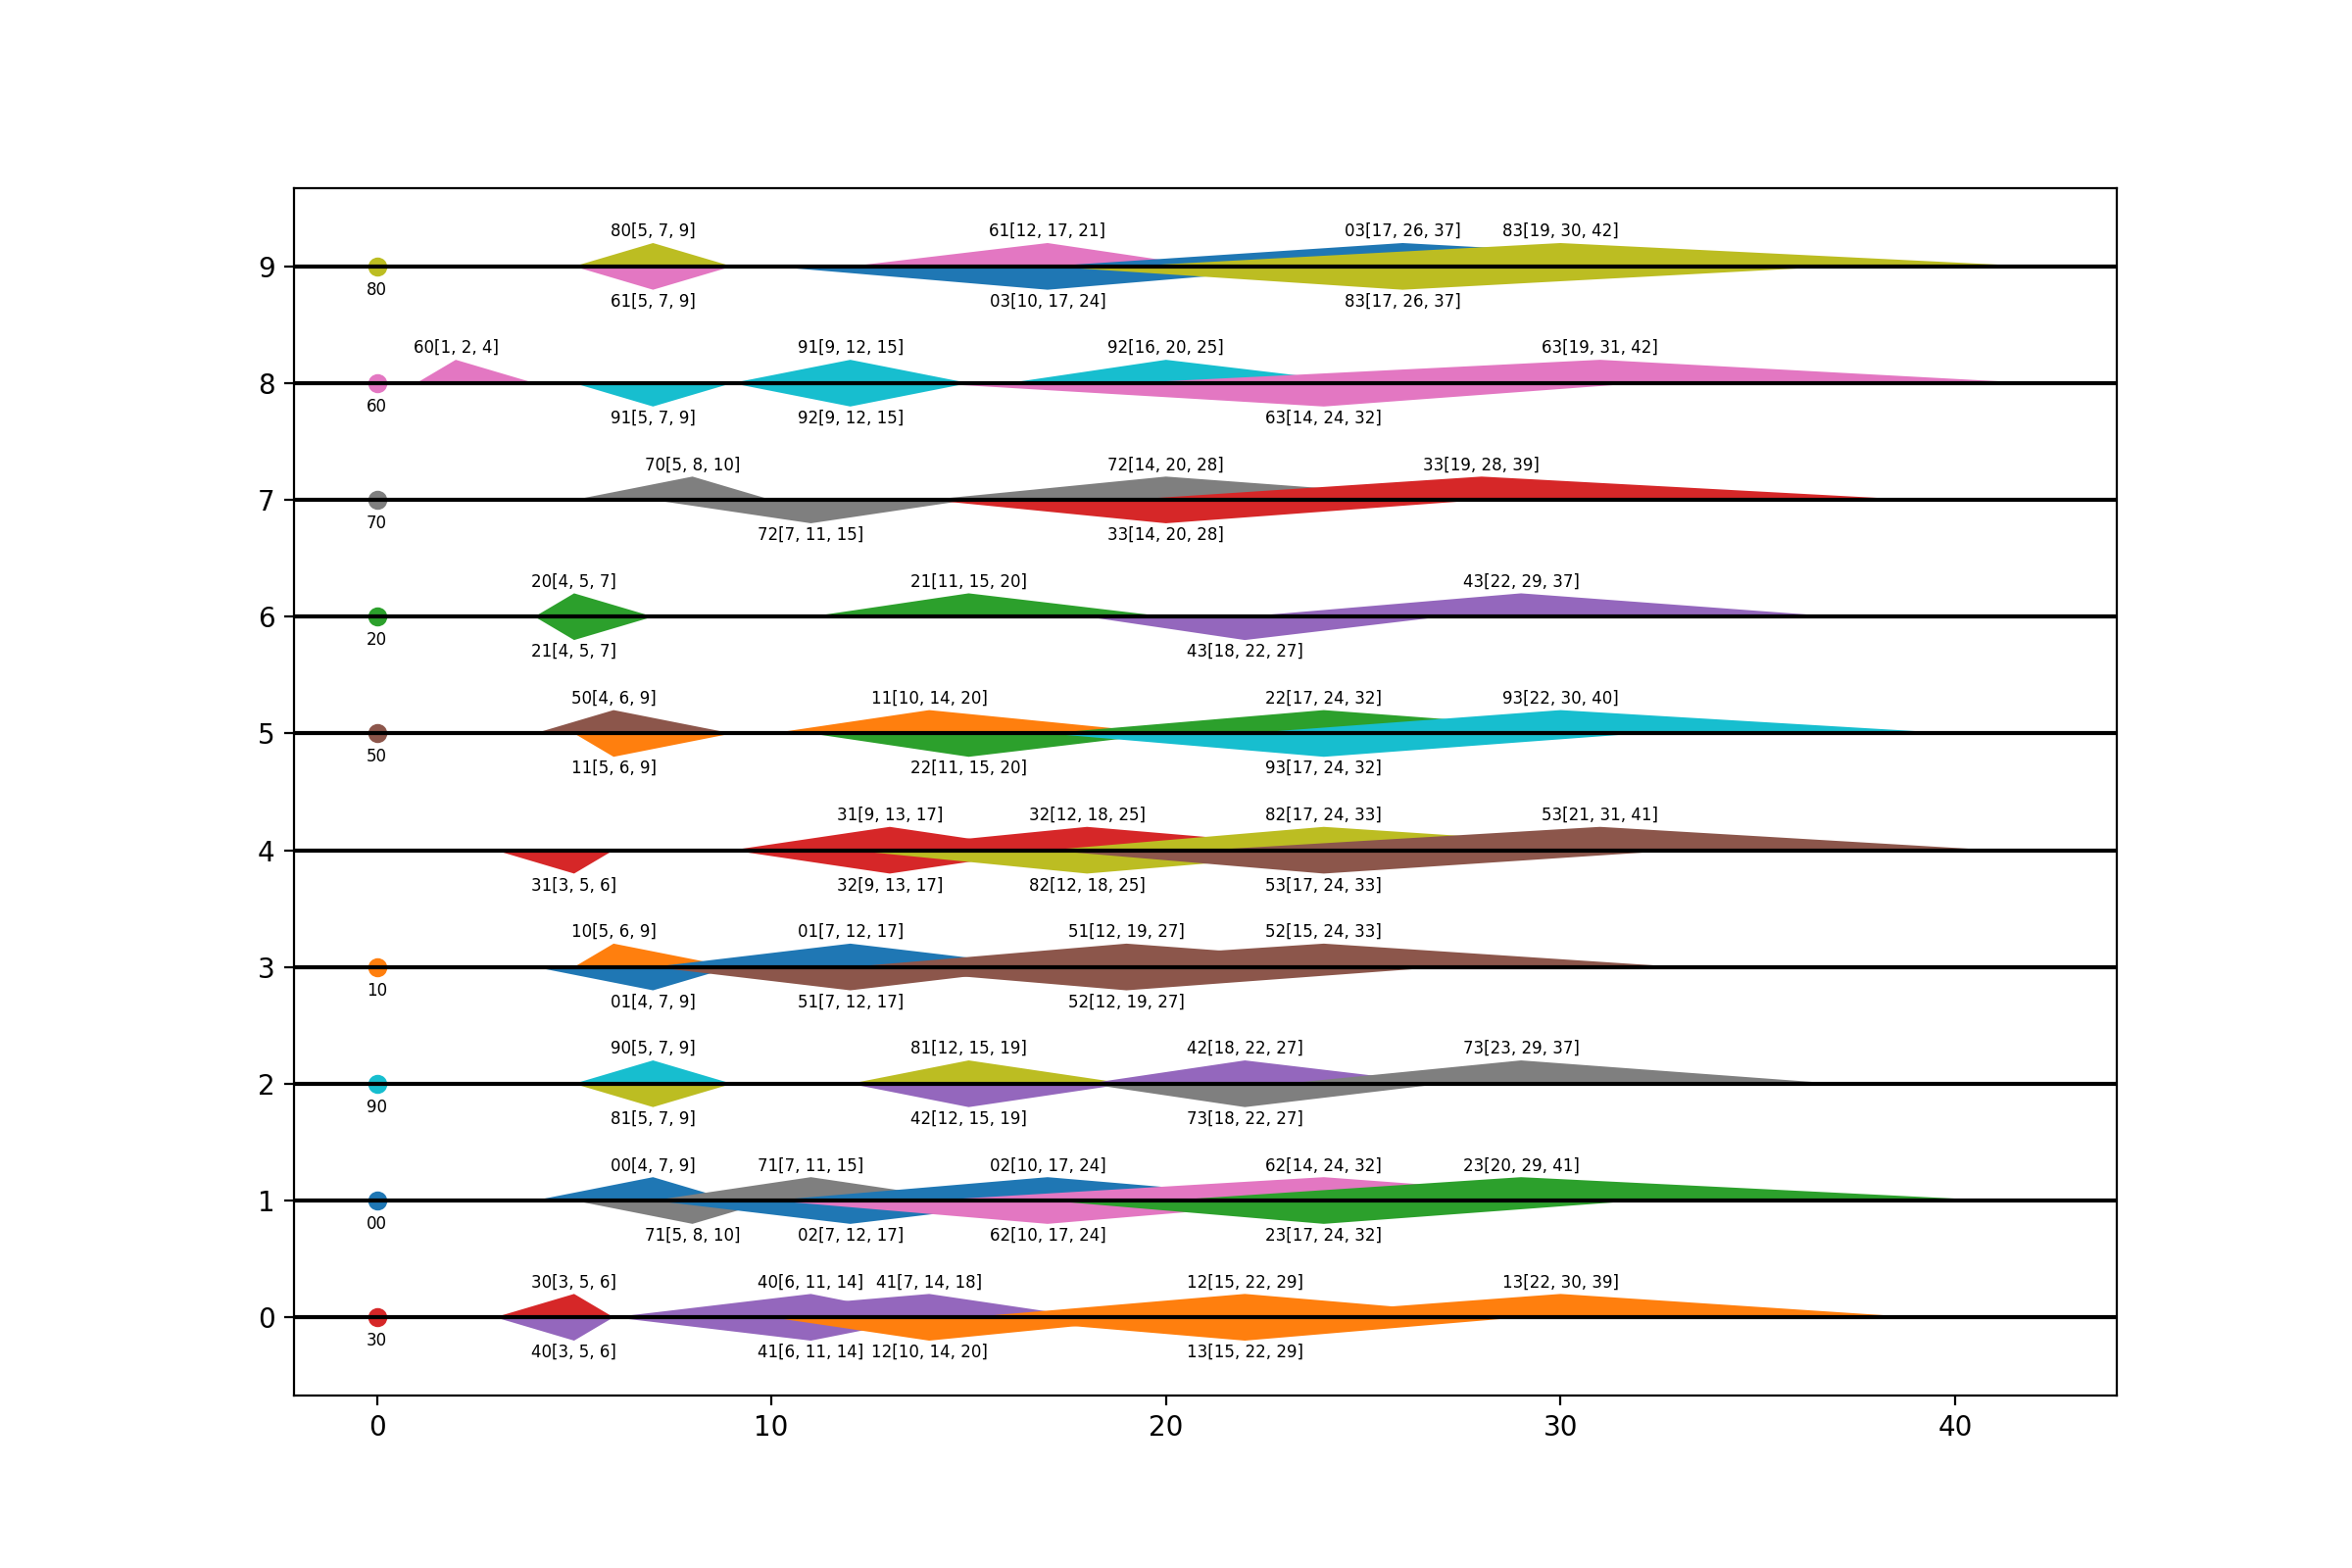 80[5, 7, 9] 61[12, 17, 21] 03[17, 26, 37] 83[19, 30, 42]
9
80 61[5, 7, 9] 03[10, 17, 24] 83[17, 26, 37]
60[1, 2, 4] 91[9, 12, 15] 92[16, 20, 25] 63[19, 31, 42]
8
60 91[5, 7, 9] 92[9, 12, 15] 63[14, 24, 32]
70[5, 8, 10] 72[14, 20, 28] 33[19, 28, 39]
7
70 72[7, 11, 15] 33[14, 20, 28]
20[4, 5, 7] 21[11, 15, 20] 43[22, 29, 37]
6
20 21[4, 5, 7] 43[18, 22, 27]
50[4, 6, 9] 11[10, 14, 20] 22[17, 24, 32] 93[22, 30, 40]
5
50 11[5, 6, 9] 22[11, 15, 20] 93[17, 24, 32]
31[9, 13, 17] 32[12, 18, 25] 82[17, 24, 33] 53[21, 31, 41]
4
31[3, 5, 6] 32[9, 13, 17] 82[12, 18, 25] 53[17, 24, 33]
10[5, 6, 9] 01[7, 12, 17] 51[12, 19, 27] 52[15, 24, 33]
3
10 01[4, 7, 9] 51[7, 12, 17] 52[12, 19, 27]
90[5, 7, 9] 81[12, 15, 19] 42[18, 22, 27] 73[23, 29, 37]
2
90 81[5, 7, 9] 42[12, 15, 19] 73[18, 22, 27]
00[4, 7, 9] 71[7, 11, 15] 02[10, 17, 24] 62[14, 24, 32] 23[20, 29, 41]
1
00 71[5, 8, 10] 02[7, 12, 17] 62[10, 17, 24] 23[17, 24, 32]
30[3, 5, 6] 40[6, 11, 14] 41[7, 14, 18] 12[15, 22, 29] 13[22, 30, 39]
0
30 40[3, 5, 6] 41[6, 11, 14] 12[10, 14, 20] 13[15, 22, 29]
0 10 20 30 40